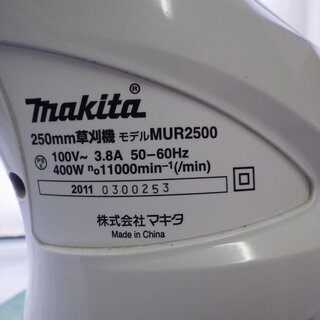 makita
250mm草刈機 モデルMUR2500
100V~ 3.8A 50-60Hz
400W n₀11000min⁻¹(/min)
2011 0300253
株式会社 マキタ
Made in China